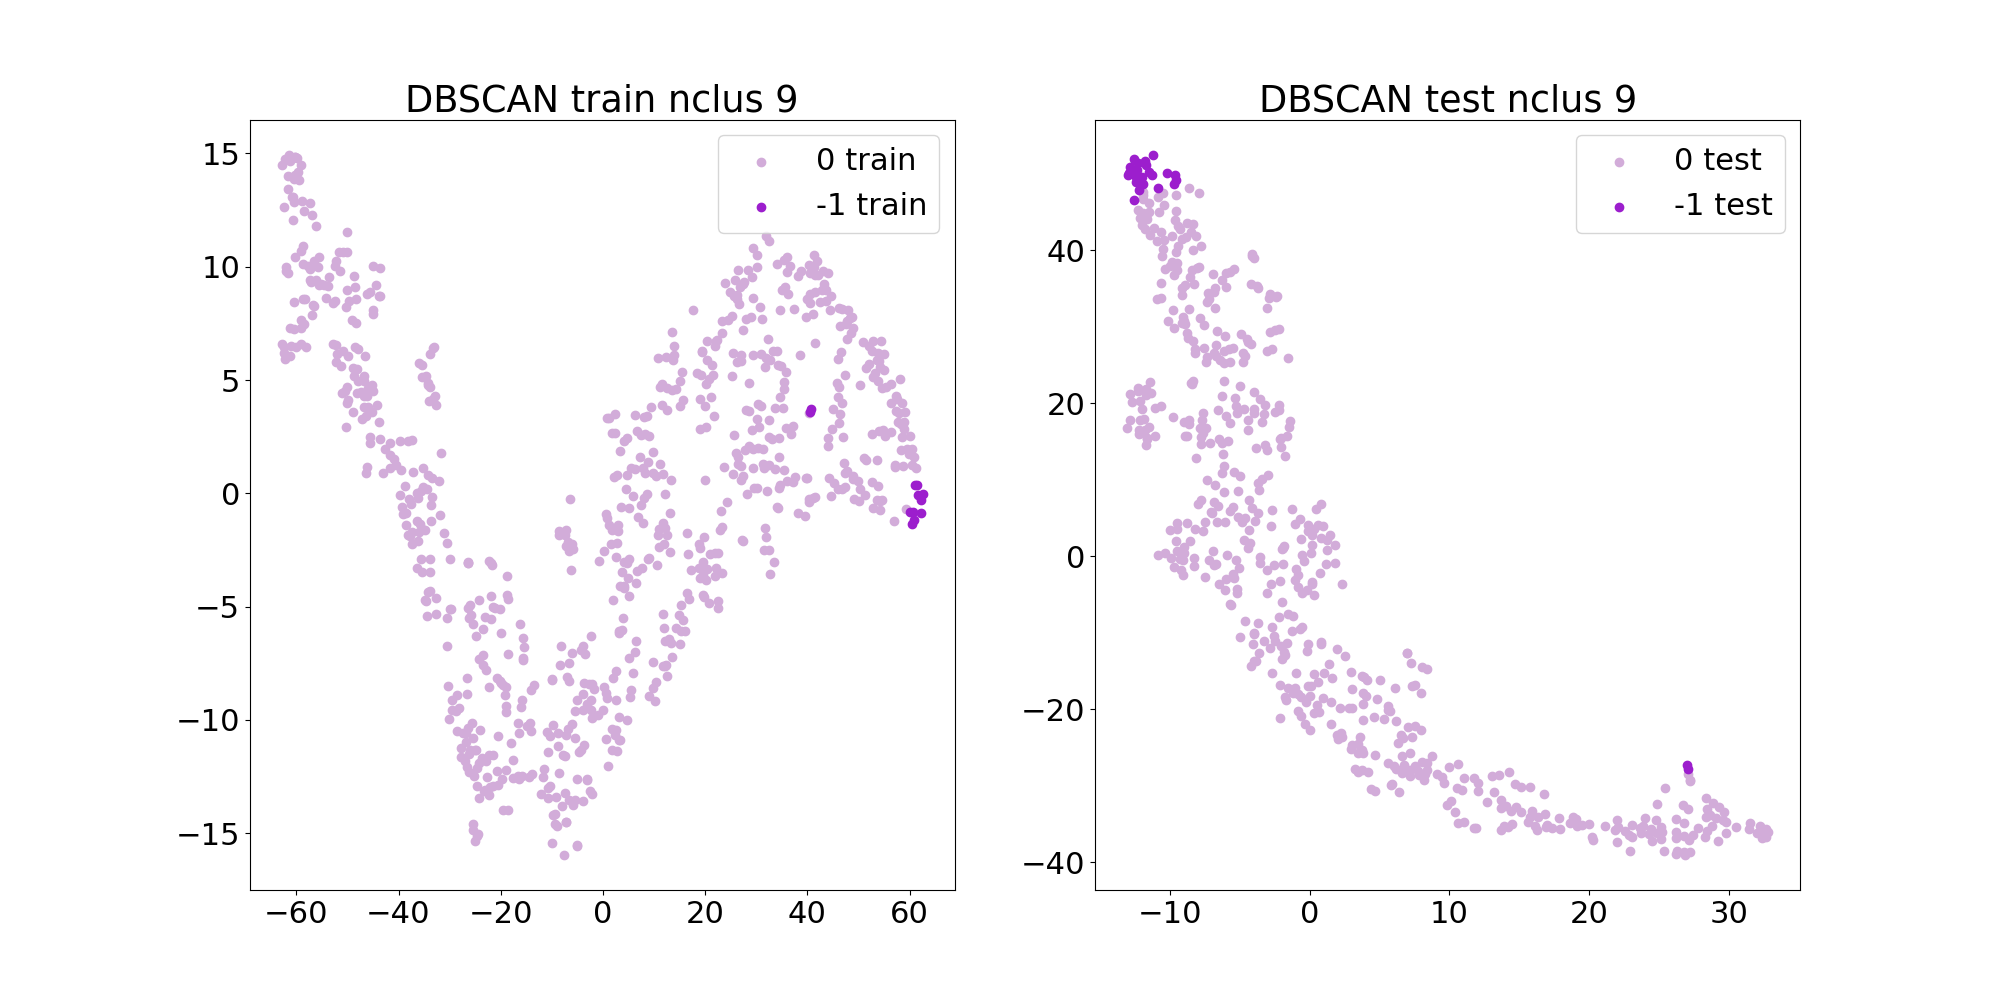 DBSCAN train nclus 9
0 train
-1 train
15
10
5
0
−5
−10
−15
−60 −40 −20 0 20 40 60
DBSCAN test nclus 9
0 test
-1 test
40
20
0
−20
−40
−10 0 10 20 30